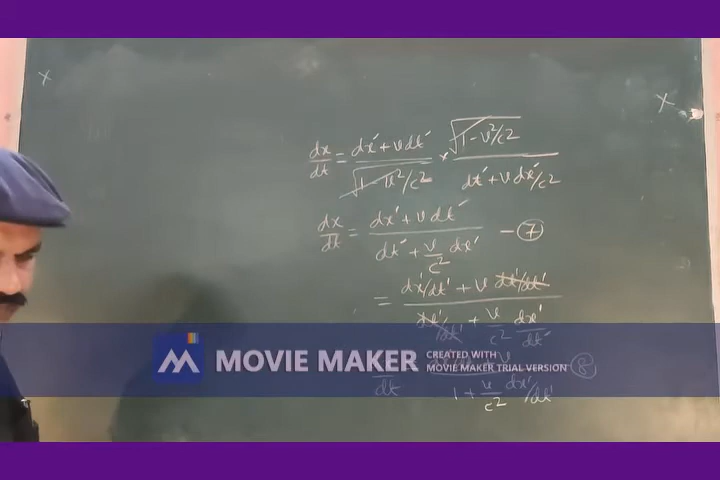 x
x
dx/dt = (dx' + v dt')/√(1 - v²/c²) × √(1 - v²/c²)/(dt' + v dx'/c²)
dx/dt = (dx' + v dt')/(dt' + v/c² dx') - (7)
= (dx'/dt' + v dt'/dt')/(dt'/dt' + v/c² dx'/dt')
MOVIE MAKER
CREATED WITH
MOVIE MAKER TRIAL VERSION
dt
v
(8)
1 + v/c² dx'/dt'